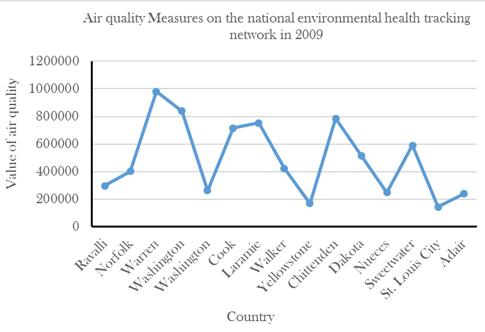 Air quality Measures on the national environmental health tracking
network in 2009
Value of air quality
1200000
1000000
800000
600000
400000
200000
0
Ravalli
Norfolk
Warren
Washington
Washington
Cook
Laramie
Walker
Yellowstone
Chittenden
Dakota
Nueces
Sweetwater
St. Louis City
Adair
Country